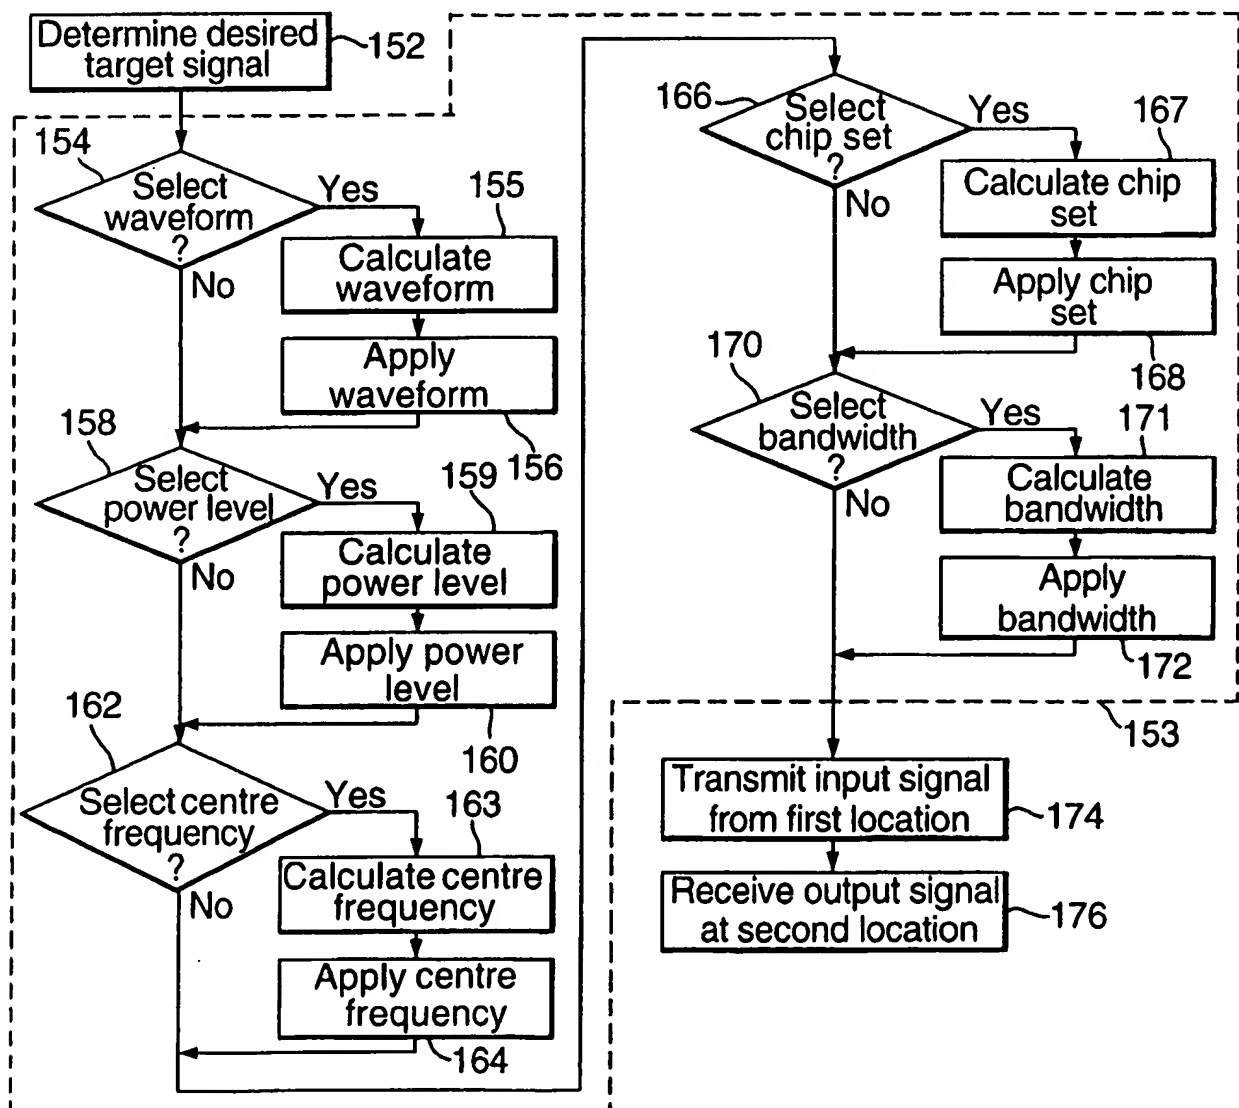 Determine desired
target signal
152
154
Select
waveform
?
Yes
No
155
Calculate
waveform
Apply
waveform
156
158
Select
power level
?
Yes
No
159
Calculate
power level
Apply power
level
160
162
Select centre
frequency
?
Yes
No
163
Calculate centre
frequency
Apply centre
frequency
164
166
Select
chip set
?
Yes
No
167
Calculate chip
set
Apply chip
set
168
170
Select
bandwidth
?
Yes
No
171
Calculate
bandwidth
Apply
bandwidth
172
153
Transmit input signal
from first location
174
Receive output signal
at second location
176